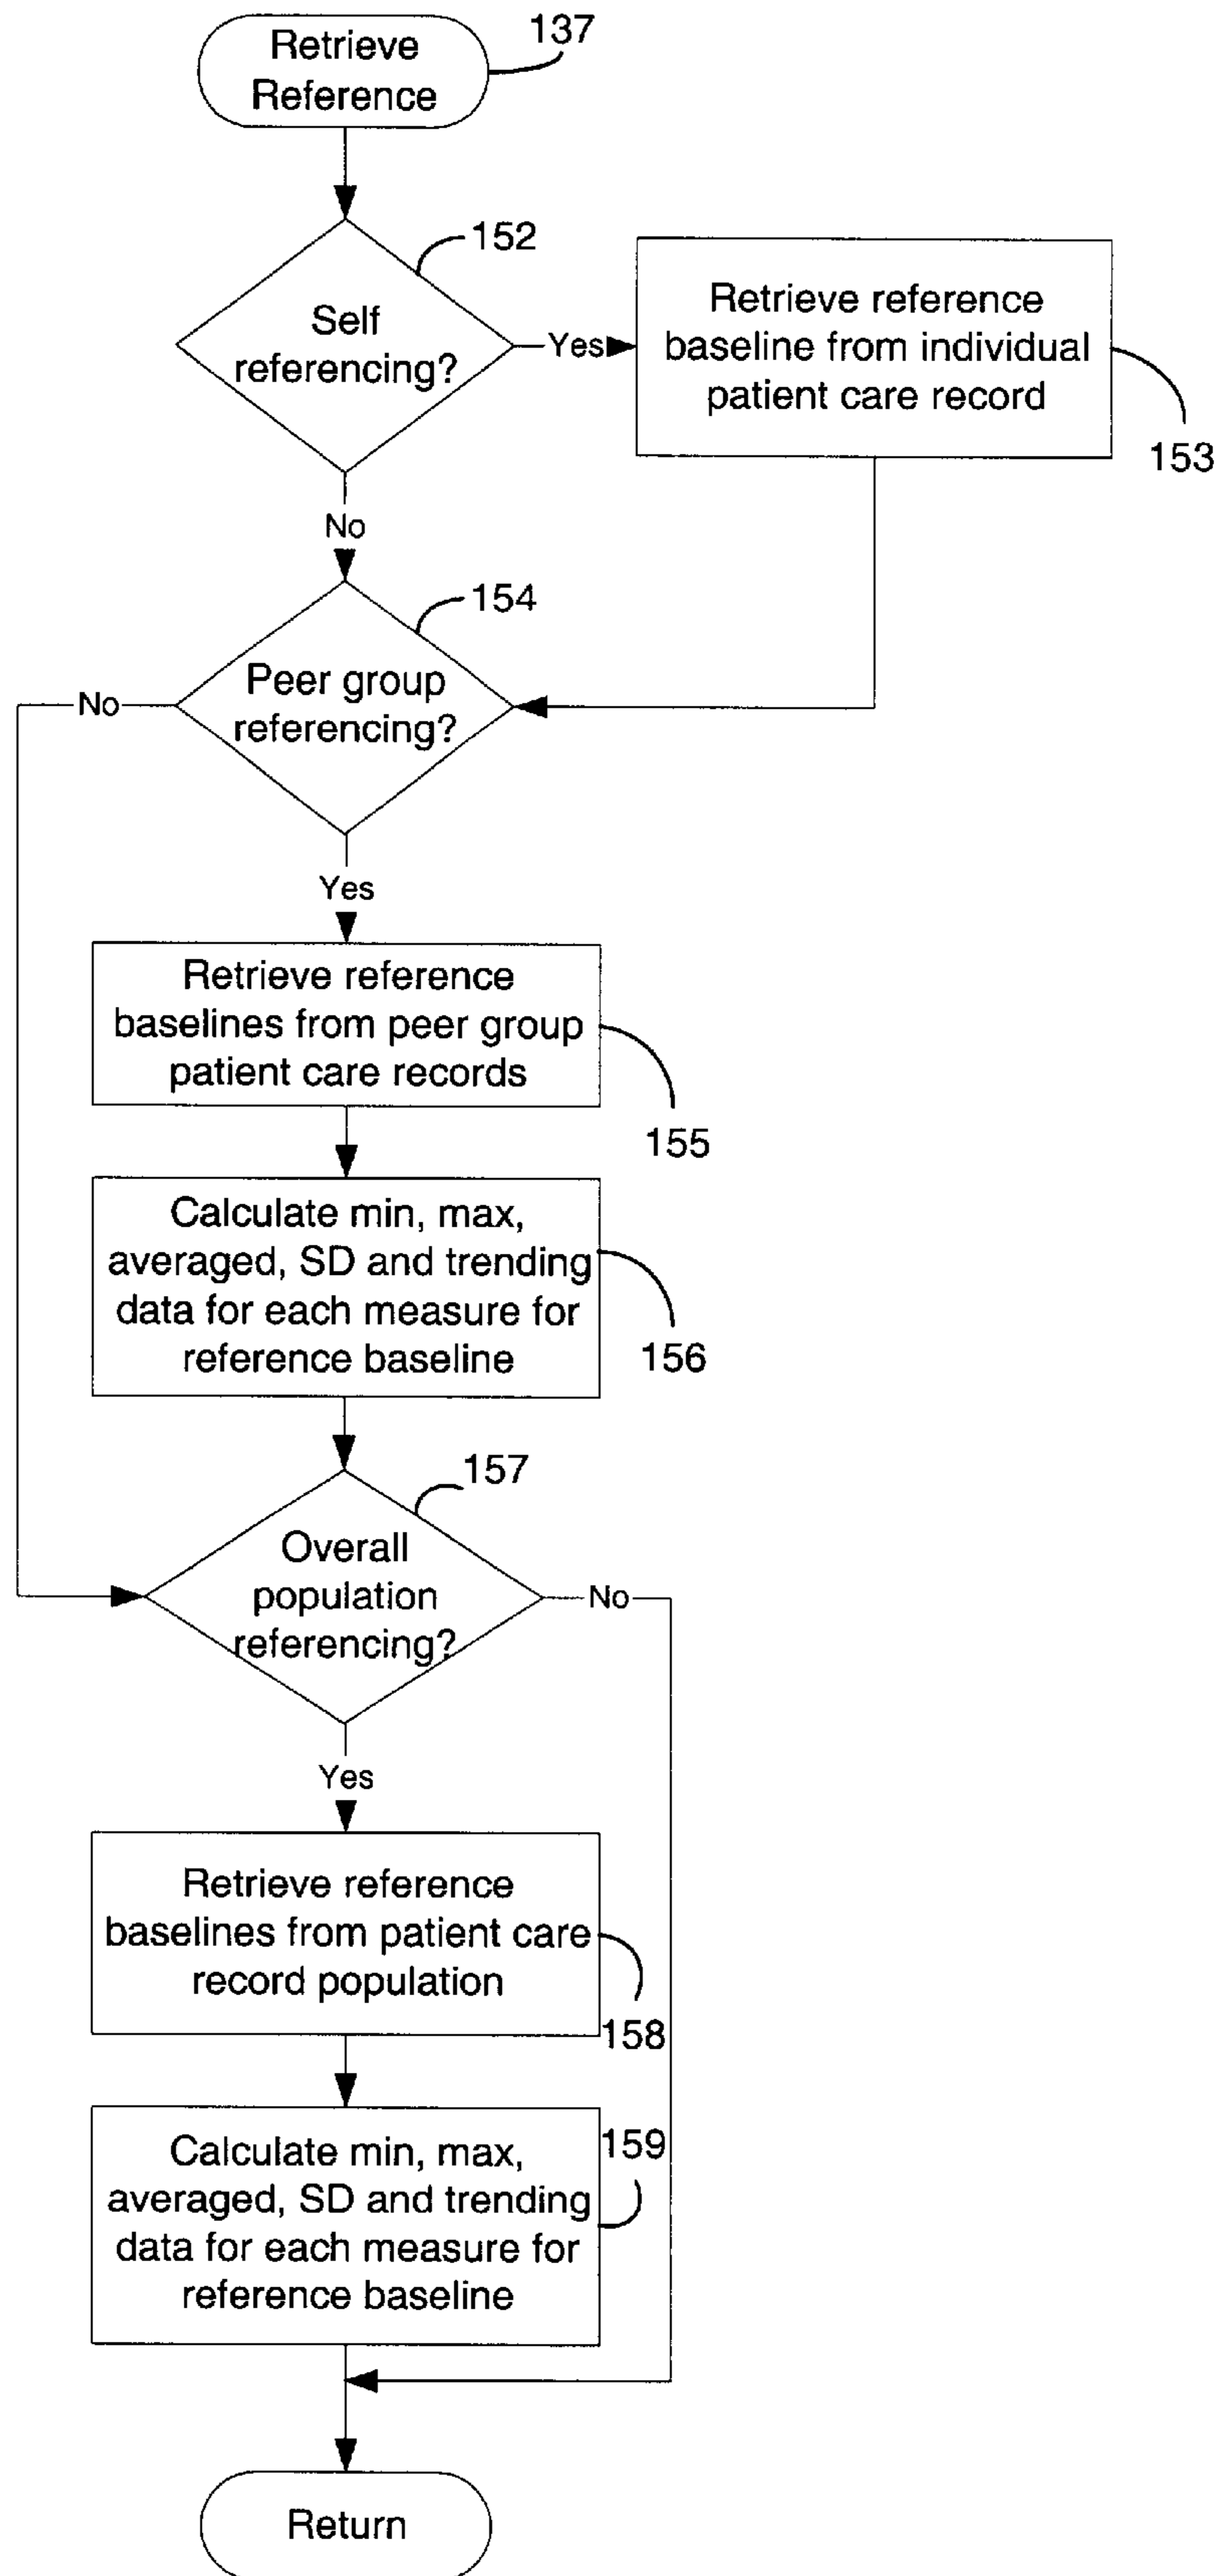 Retrieve
Reference
137
152
Self
referencing?
Yes
Retrieve reference
baseline from individual
patient care record
153
No
154
Peer group
referencing?
No
Yes
Retrieve reference
baselines from peer group
patient care records
155
Calculate min, max,
averaged, SD and trending
data for each measure for
reference baseline
156
157
Overall
population
referencing?
No
Yes
Retrieve reference
baselines from patient care
record population
158
Calculate min, max,
averaged, SD and trending
data for each measure for
reference baseline
159
Return